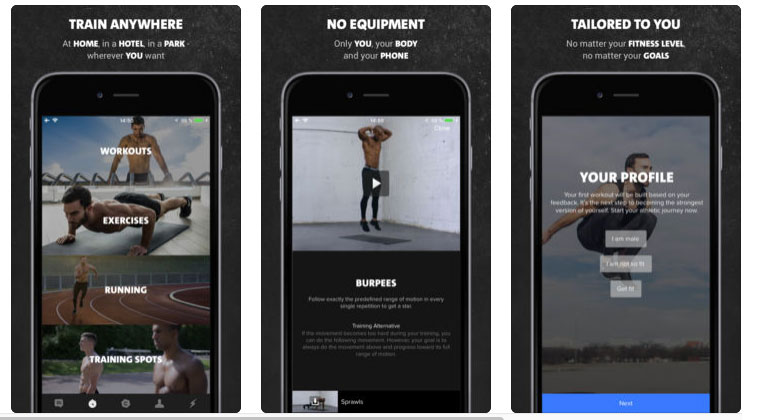 TRAIN ANYWHERE
At HOME, in a HOTEL, in a PARK
wherever YOU want
WORKOUTS
EXERCISES
RUNNING
TRAINING SPOTS
NO EQUIPMENT
Only YOU, your BODY
and your PHONE
Close
BURPEES
Follow exactly the predefined range of motion in every
single repetition to get a star.
Training Alternative
If the movement becomes too hard during your training, you
can do the following movement. However, your goal is to
always do the movement above and progress toward its full
range of motion.
Sprawls
TAILORED TO YOU
No matter your FITNESS LEVEL
no matter your GOALS
YOUR PROFILE
Your first workout will be built based on your
feedback. It's the next step to becoming the strongest
version of yourself. Start your athletic journey now.
I am male
I am not so fit
Get fit
Next